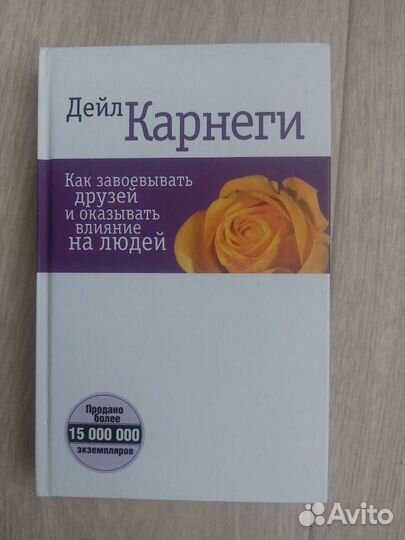 Дейл
Карнеги
Как завоевывать
друзей
и оказывать
влияние
на людей
Продано
более
15 000 000
экземпляров
Avito